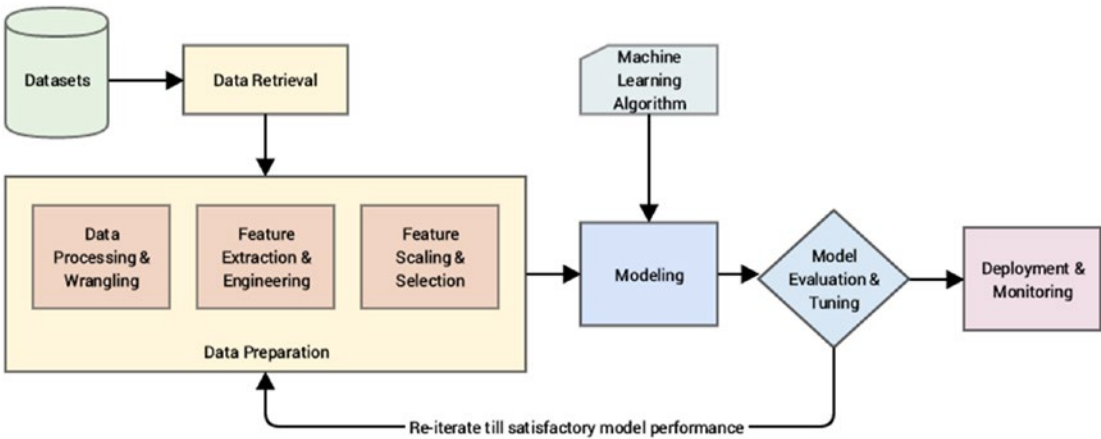 Datasets
Data Retrieval
Machine
Learning
Algorithm
Data
Processing &
Wrangling
Feature
Extraction &
Engineering
Feature
Scaling &
Selection
Data Preparation
Modeling
Model
Evaluation &
Tuning
Deployment &
Monitoring
Re-iterate till satisfactory model performance